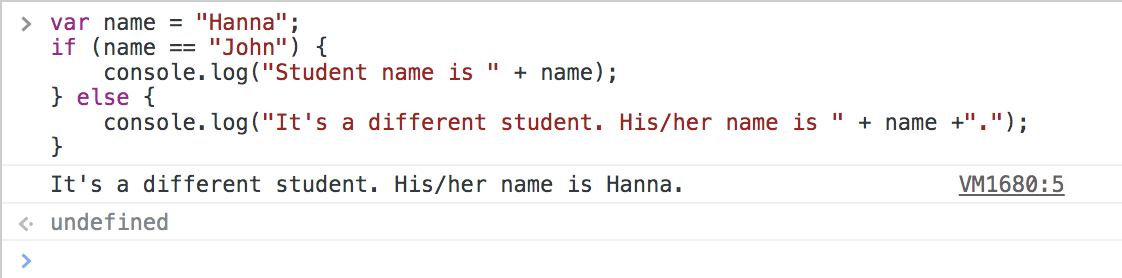 var name = "Hanna";
if (name == "John") {
    console.log("Student name is " + name);
} else {
    console.log("It's a different student. His/her name is " + name +".");
}
It's a different student. His/her name is Hanna. VM1680:5
undefined